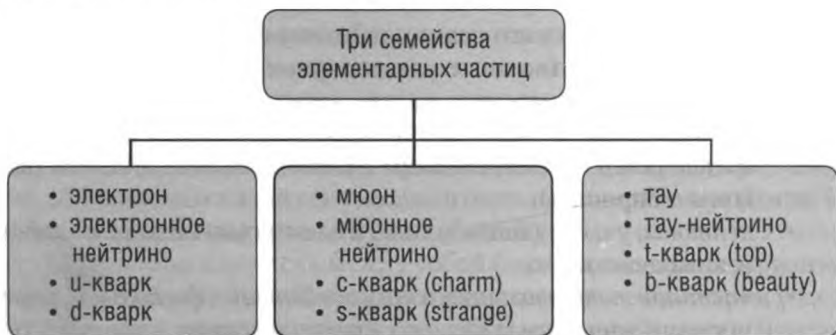 Три семейства
элементарных частиц
• электрон
• электронное
нейтрино
• u-кварк
• d-кварк
• мюон
• мюонное
нейтрино
• c-кварк (charm)
• s-кварк (strange)
• тау
• тау-нейтрино
• t-кварк (top)
• b-кварк (beauty)